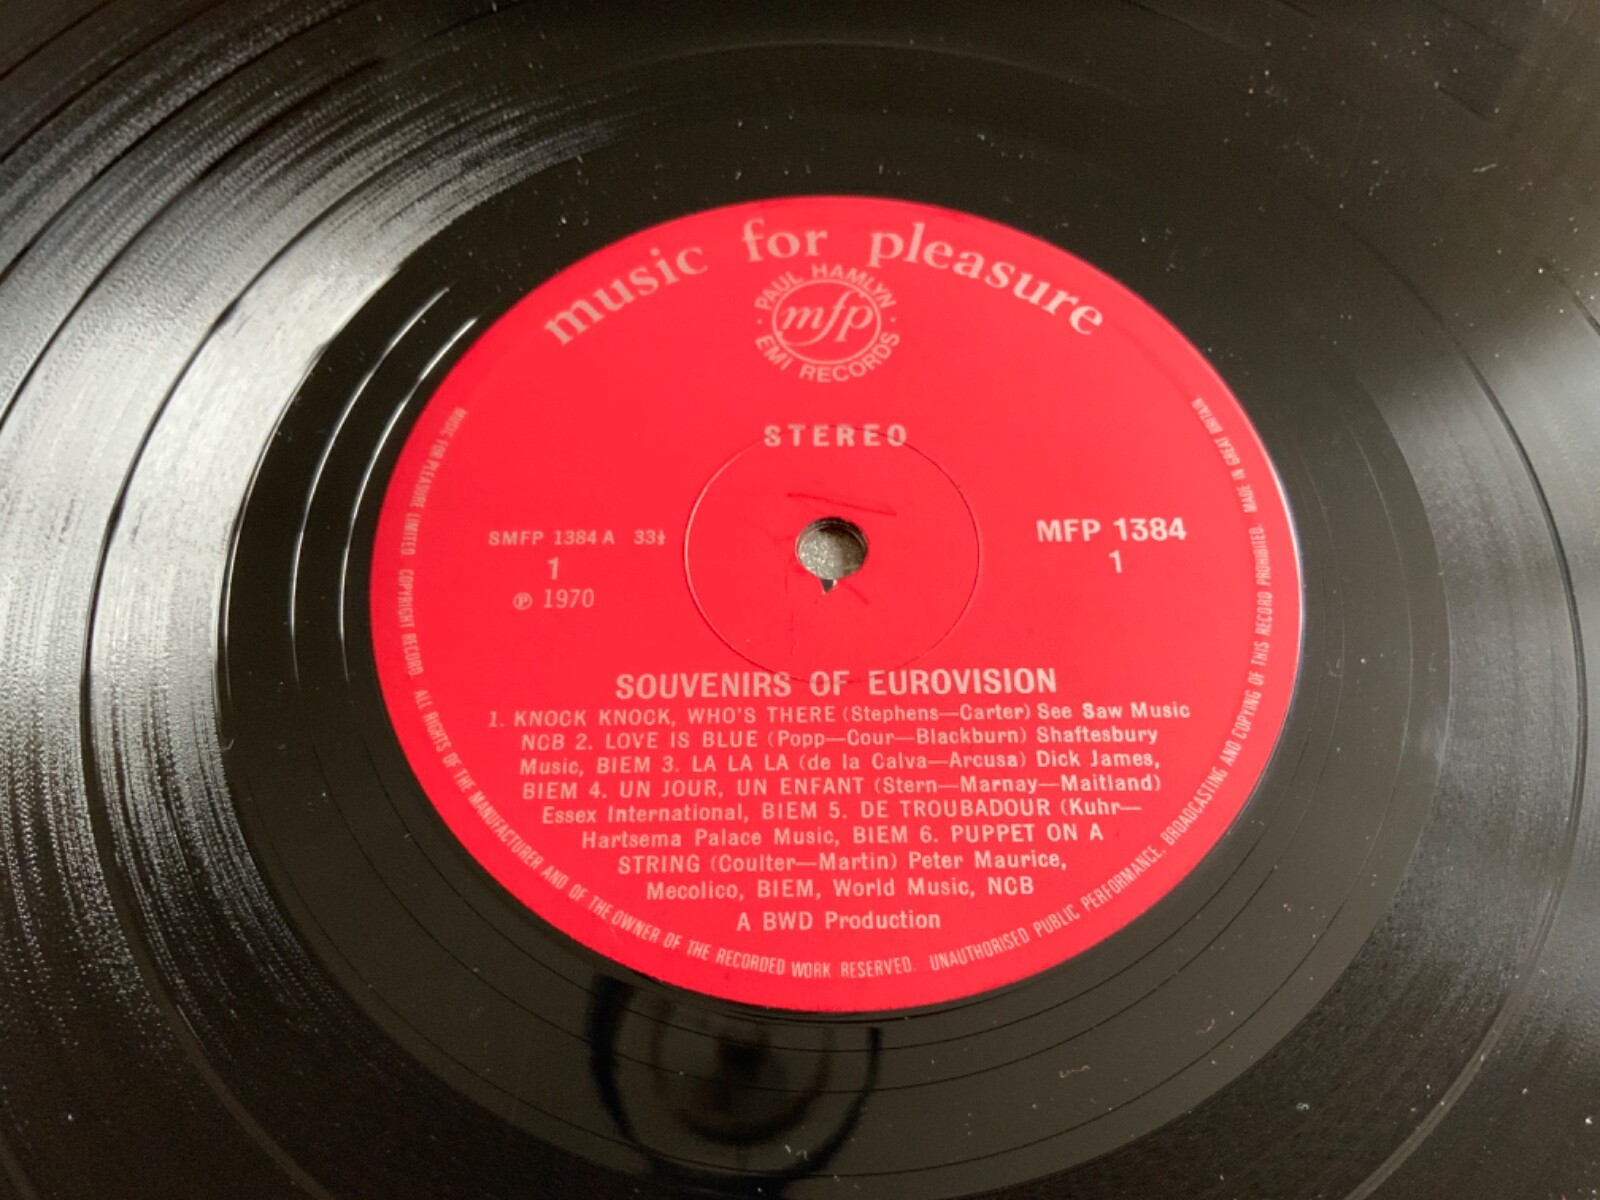 music for pleasure
PAUL HAMLYN
mfp
EMI RECORDS
STEREO
SMFP 1384 A 33⅓
1
℗ 1970
MFP 1384
1
SOUVENIRS OF EUROVISION
1. KNOCK KNOCK, WHO'S THERE (Stephens—Carter) See Saw Music
NCB 2. LOVE IS BLUE (Popp—Cour—Blackburn) Shaftesbury
Music, BIEM 3. LA LA LA (de la Calva—Arcusa) Dick James,
BIEM 4. UN JOUR, UN ENFANT (Stern—Marnay—Maitland)
Essex International, BIEM 5. DE TROUBADOUR (Kuhr—
Hartsema Palace Music, BIEM 6. PUPPET ON A
STRING (Coulter—Martin) Peter Maurice,
Mecolico, BIEM, World Music, NCB
A BWD Production
MUSIC FOR PLEASURE LIMITED. COPYRIGHT RECORD. ALL RIGHTS OF THE MANUFACTURER AND OF THE OWNER OF THE RECORDED WORK RESERVED. UNAUTHORISED PUBLIC PERFORMANCE, BROADCASTING AND COPYING OF THIS RECORD PROHIBITED. MADE IN GREAT BRITAIN